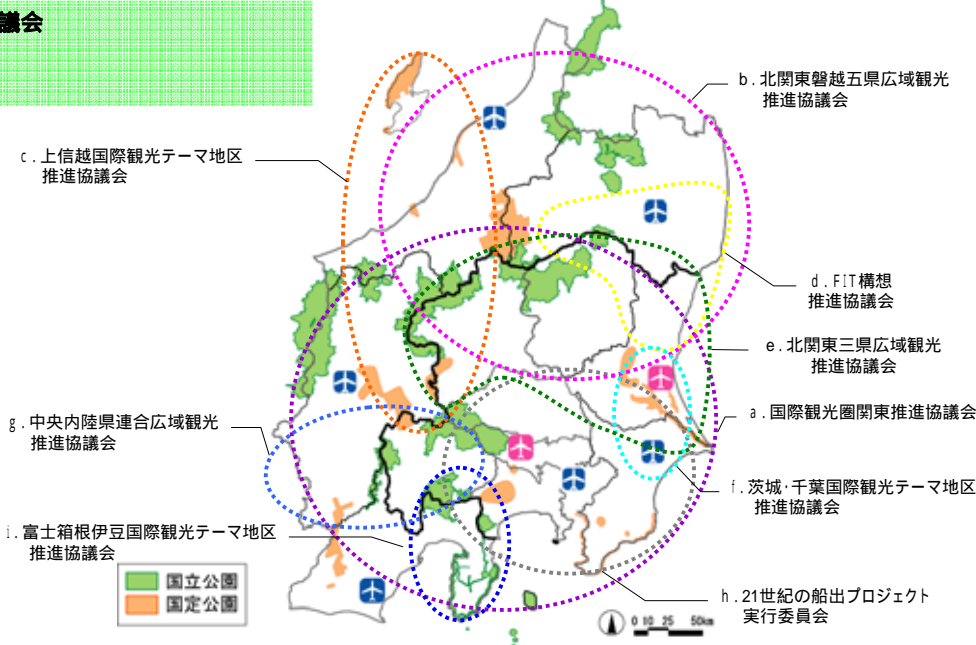 議会
b.北関東磐越五県広域観光
推進協議会
c.上信越国際観光テーマ地区
推進協議会
d.FIT構想
推進協議会
e.北関東三県広域観光
推進協議会
a.国際観光圏関東推進協議会
g.中央内陸県連合広域観光
推進協議会
f.茨城・千葉国際観光テーマ地区
推進協議会
i.富士箱根伊豆国際観光テーマ地区
推進協議会
国立公園
国定公園
h.21世紀の船出プロジェクト
実行委員会
0 10 25 50km